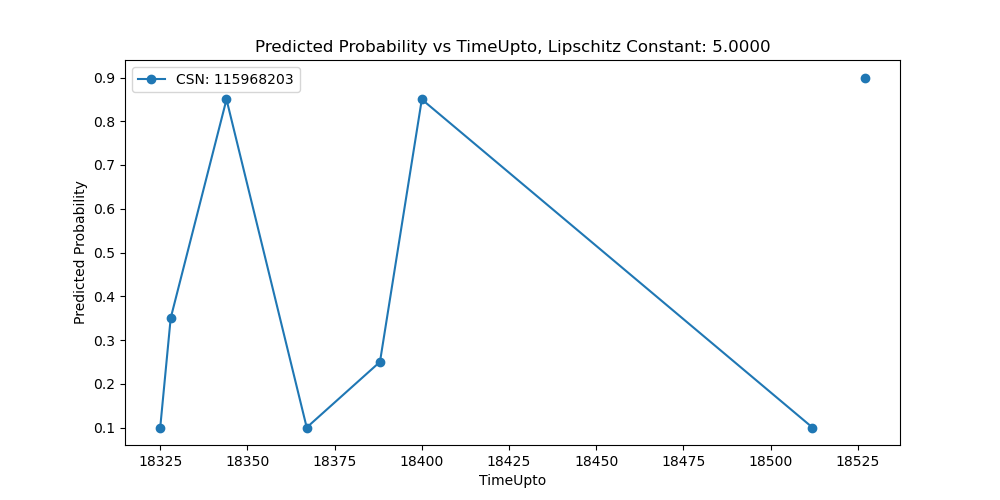 Predicted Probability vs TimeUpto, Lipschitz Constant: 5.0000
CSN: 115968203
Predicted Probability
0.9
0.8
0.7
0.6
0.5
0.4
0.3
0.2
0.1
18325 18350 18375 18400 18425 18450 18475 18500 18525
TimeUpto